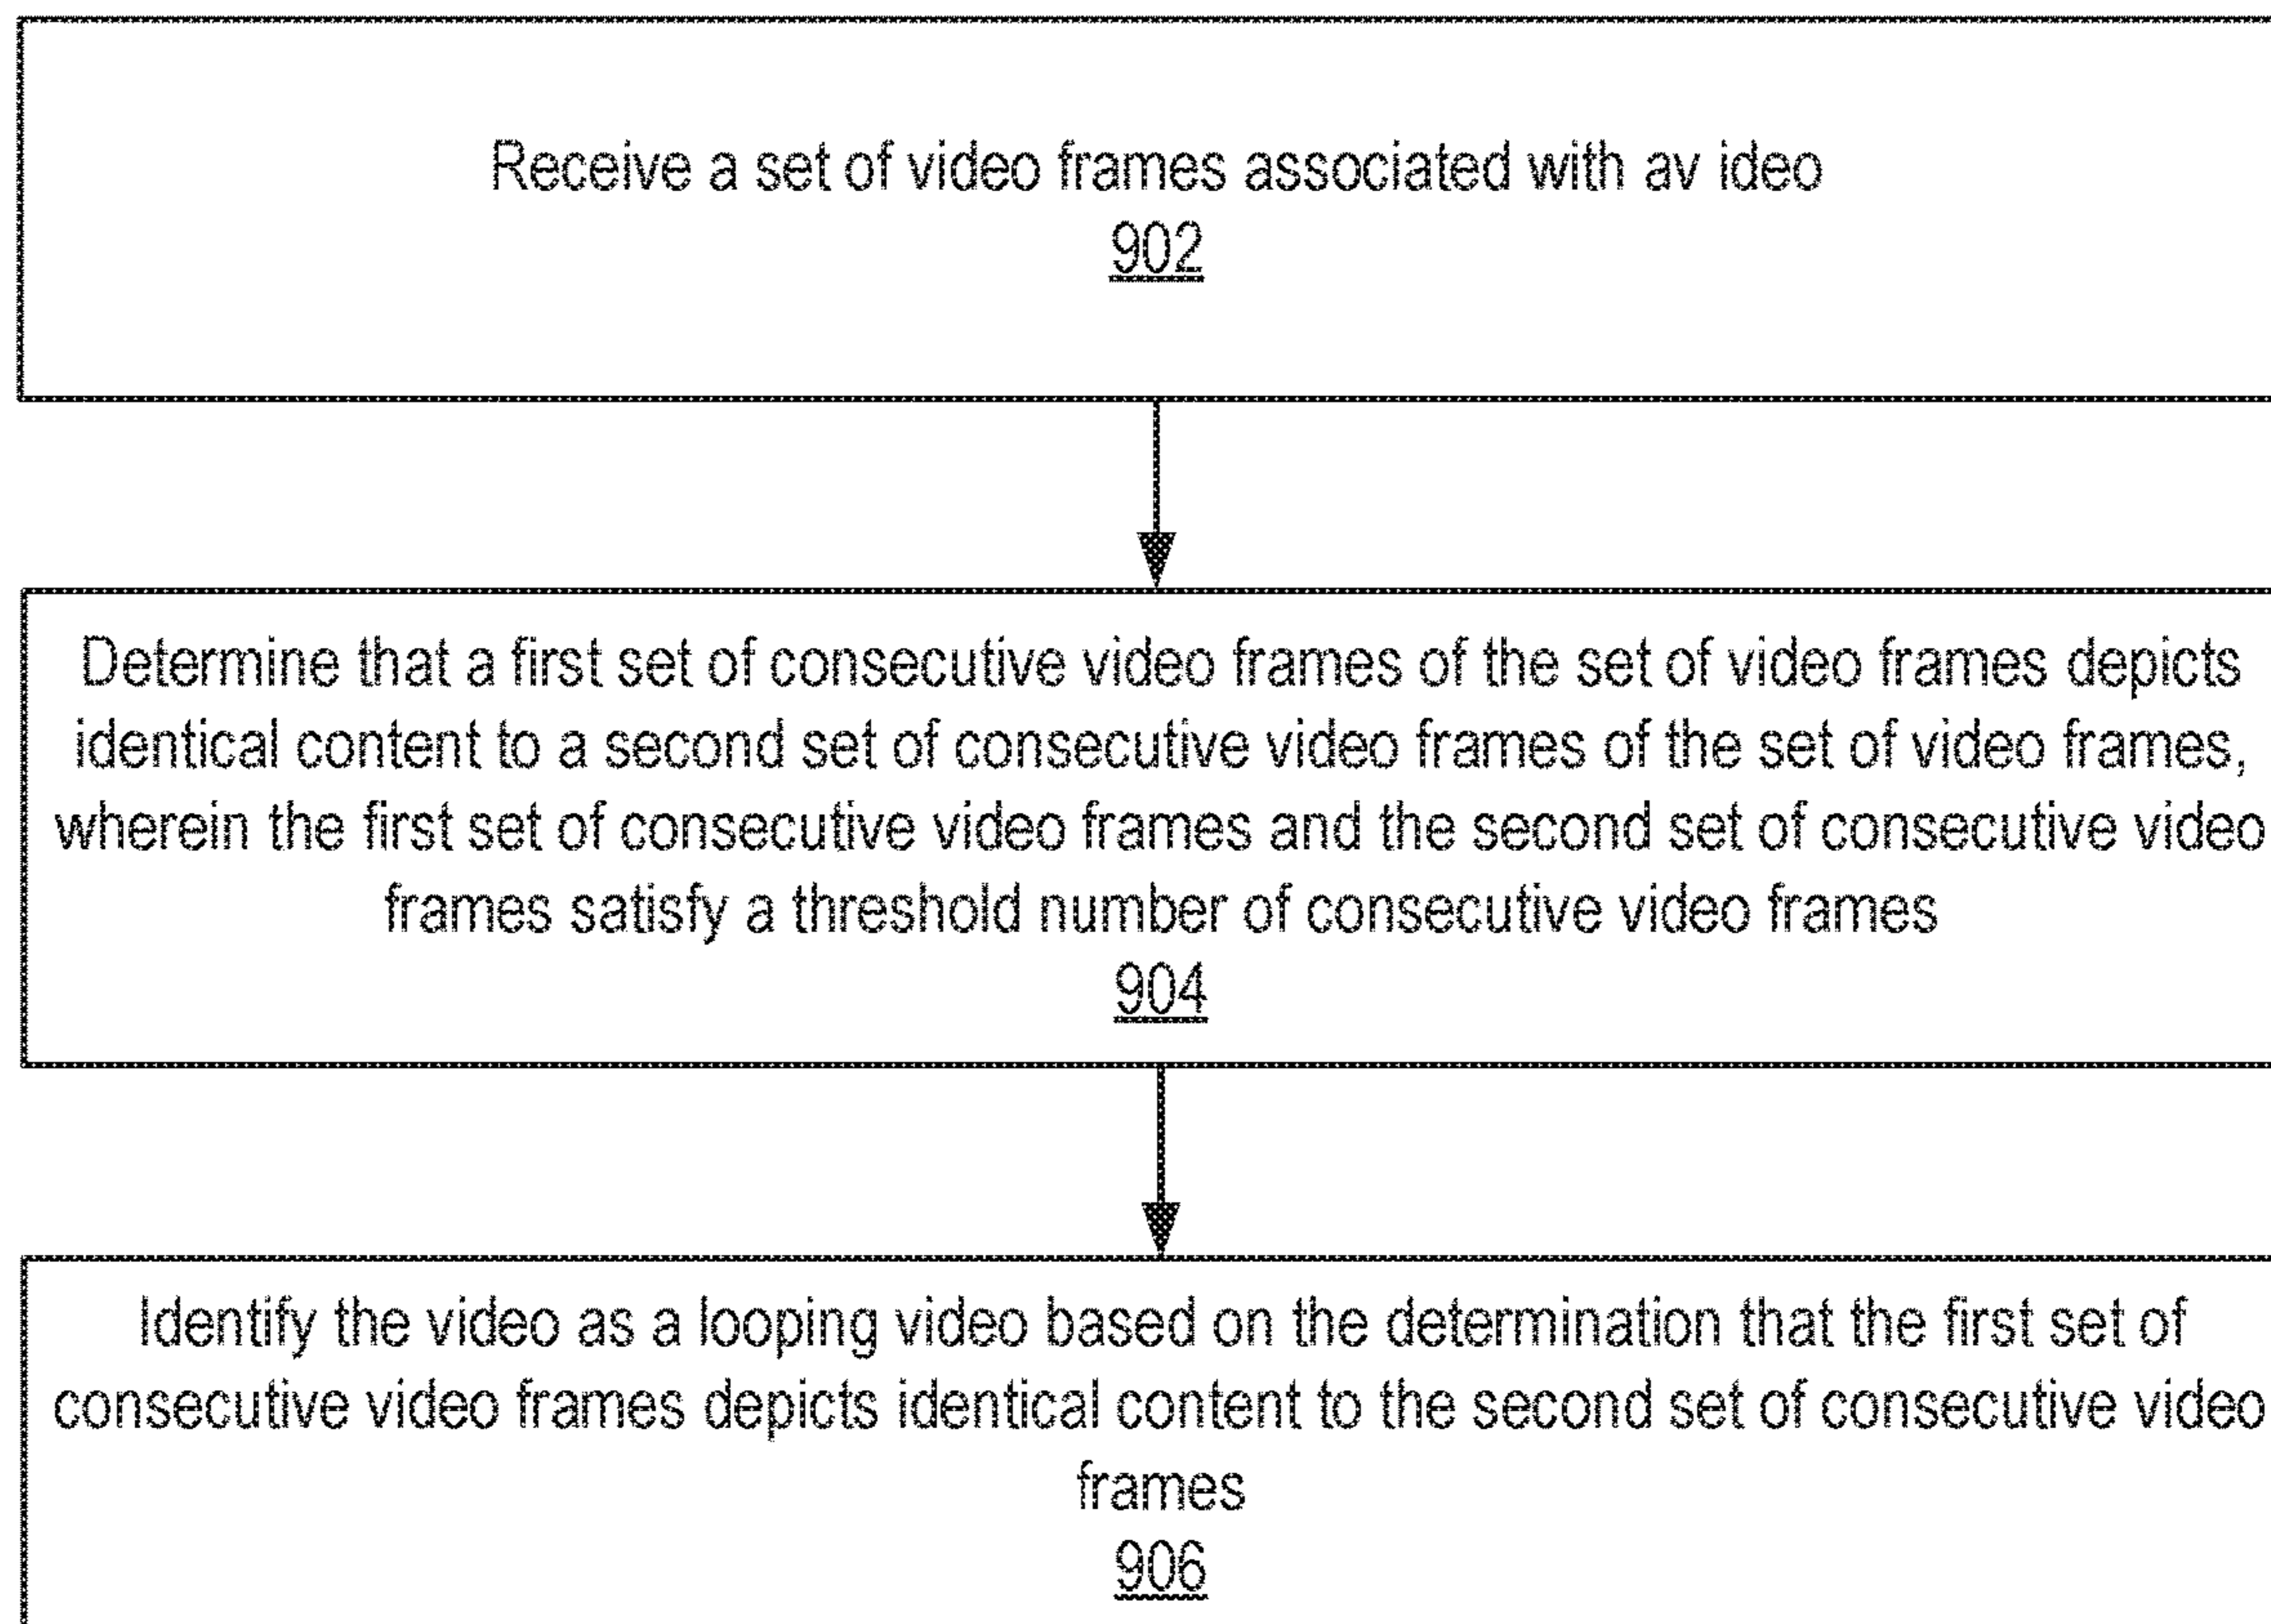 Receive a set of video frames associated with av ideo
902
Determine that a first set of consecutive video frames of the set of video frames depicts
identical content to a second set of consecutive video frames of the set of video frames,
wherein the first set of consecutive video frames and the second set of consecutive video
frames satisfy a threshold number of consecutive video frames
904
Identify the video as a looping video based on the determination that the first set of
consecutive video frames depicts identical content to the second set of consecutive video
frames
906